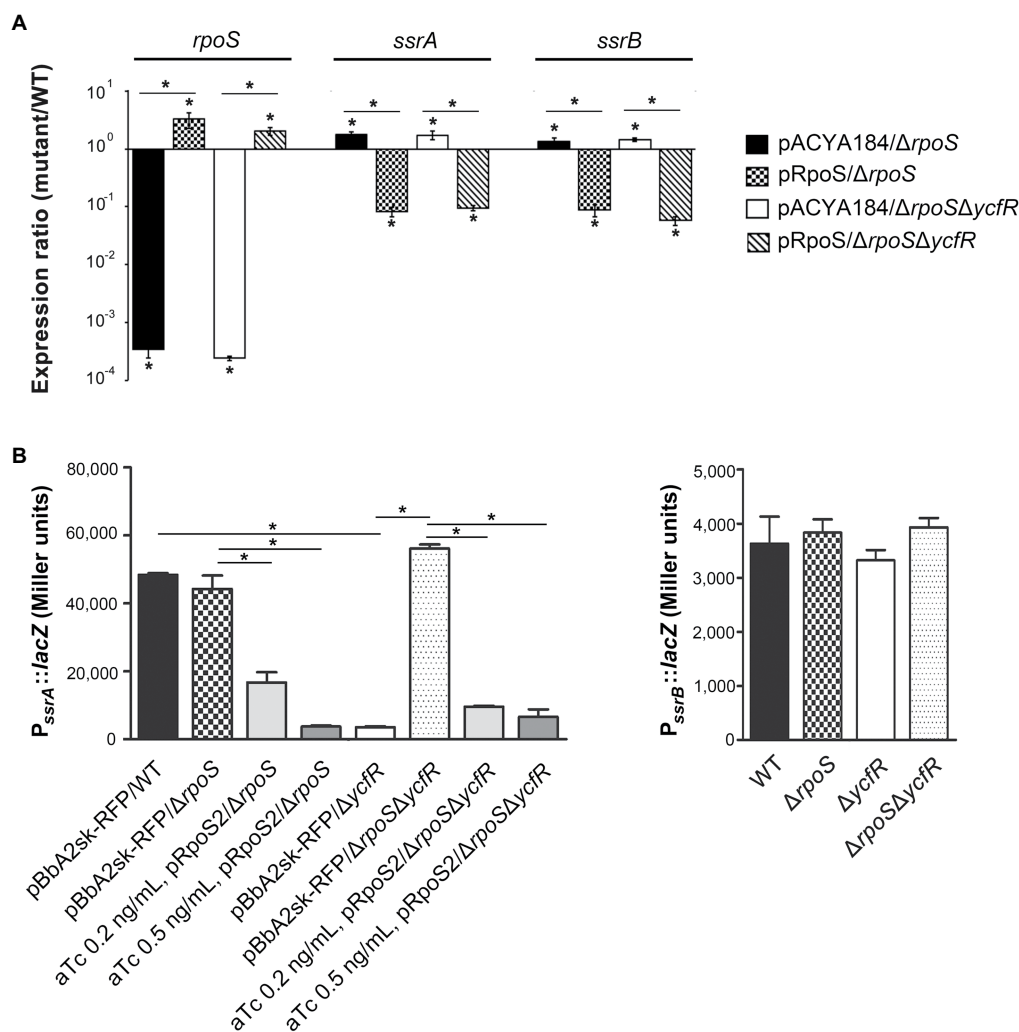 A
rpoS ssrA ssrB
Expression ratio (mutant/WT)
10¹
10⁰
10⁻¹
10⁻²
10⁻³
10⁻⁴
* * * * * *
* * * * * *
* * * * * *
pACYA184/ΔrpoS
pRpoS/ΔrpoS
pACYA184/ΔrpoSΔycfR
pRpoS/ΔrpoSΔycfR
B
PssrA::lacZ (Miller units)
80,000
60,000
40,000
20,000
0
* * * * * *
pBbA2sk-RFP/WT
pBbA2sk-RFP/ΔrpoS
aTc 0.2 ng/mL, pRpoS2/ΔrpoS
aTc 0.5 ng/mL, pRpoS2/ΔrpoS
pBbA2sk-RFP/ΔycfR
pBbA2sk-RFP/ΔrpoSΔycfR
aTc 0.2 ng/mL, pRpoS2/ΔrpoSΔycfR
aTc 0.5 ng/mL, pRpoS2/ΔrpoSΔycfR
PssrB::lacZ (Miller units)
5,000
4,000
3,000
2,000
1,000
0
WT
ΔrpoS
ΔycfR
ΔrpoSΔycfR